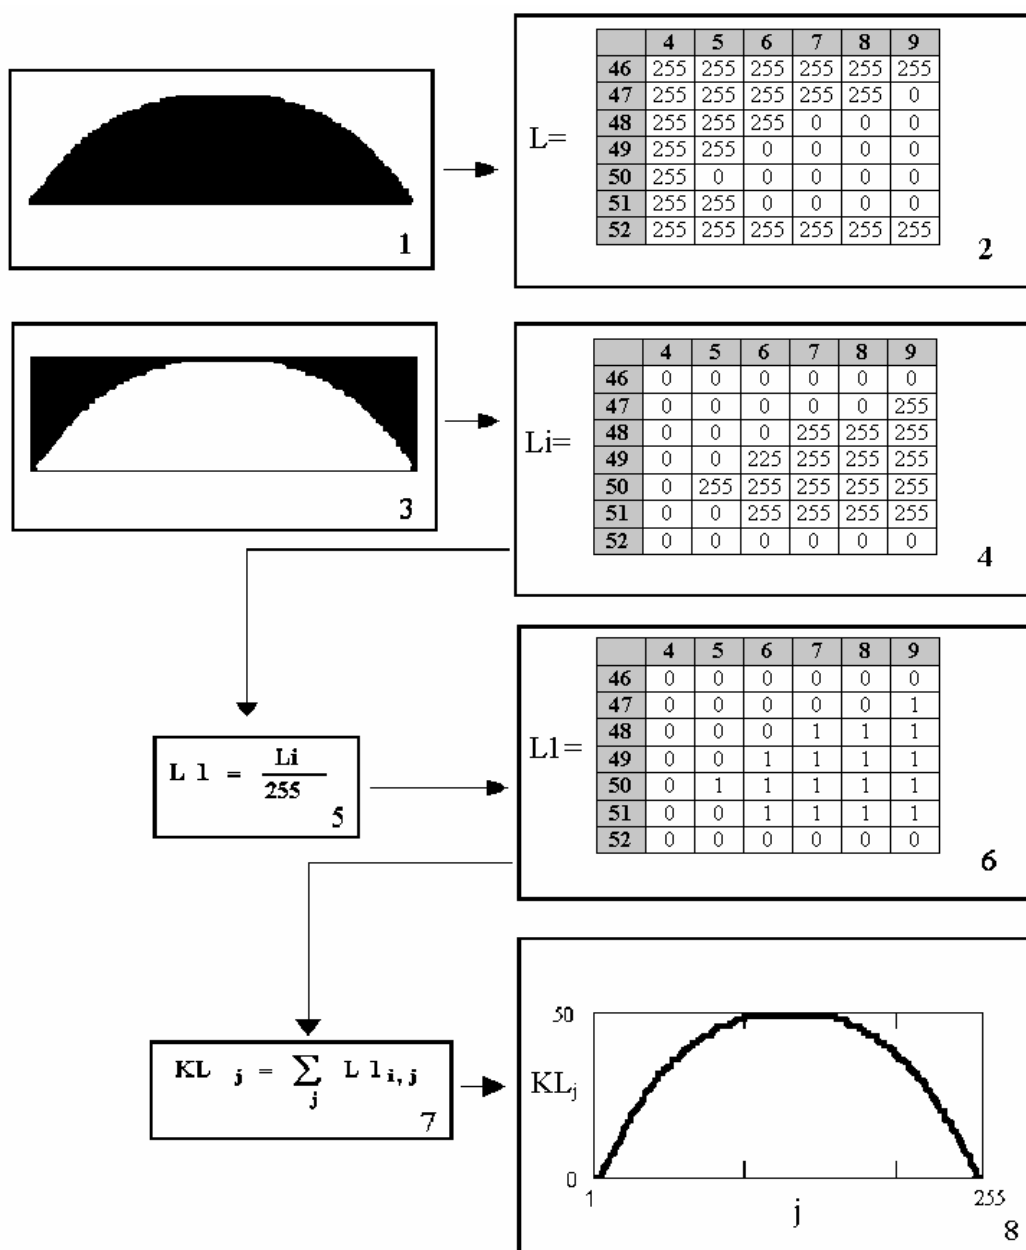 1
L=
4 5 6 7 8 9
46 255 255 255 255 255 255
47 255 255 255 255 255 0
48 255 255 255 0 0 0
49 255 255 0 0 0 0
50 255 0 0 0 0 0
51 255 255 0 0 0 0
52 255 255 255 255 255 255
2
3
Li=
4 5 6 7 8 9
46 0 0 0 0 0 0
47 0 0 0 0 0 255
48 0 0 0 255 255 255
49 0 0 225 255 255 255
50 0 255 255 255 255 255
51 0 0 255 255 255 255
52 0 0 0 0 0 0
4
L 1 = Li
255
5
L1=
4 5 6 7 8 9
46 0 0 0 0 0 0
47 0 0 0 0 0 1
48 0 0 0 1 1 1
49 0 0 1 1 1 1
50 0 1 1 1 1 1
51 0 0 1 1 1 1
52 0 0 0 0 0 0
6
KL j = ∑ L 1 i, j
j
7
50
KLj
0
1 255
j
8